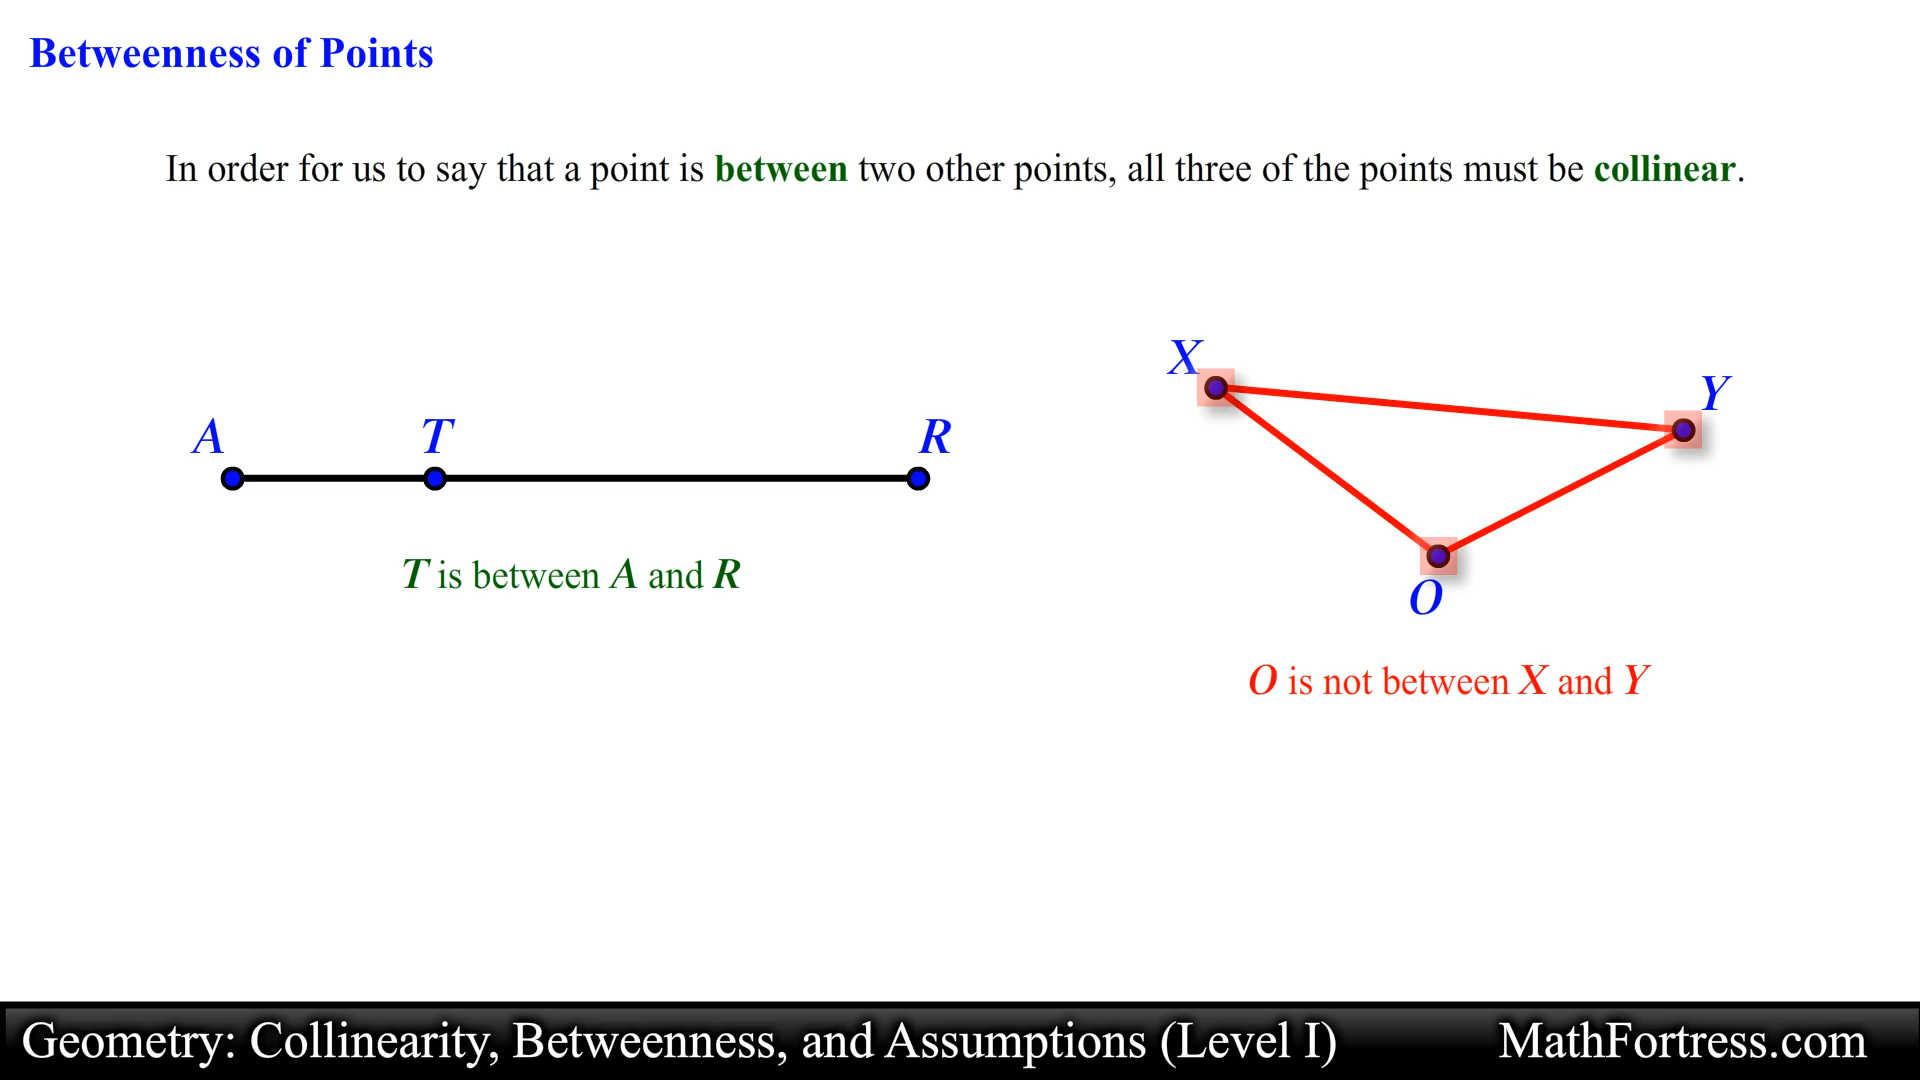 Betweenness of Points
In order for us to say that a point is between two other points, all three of the points must be collinear.
A T R
T is between A and R
X
Y
O
O is not between X and Y
Geometry: Collinearity, Betweenness, and Assumptions (Level I) MathFortress.com